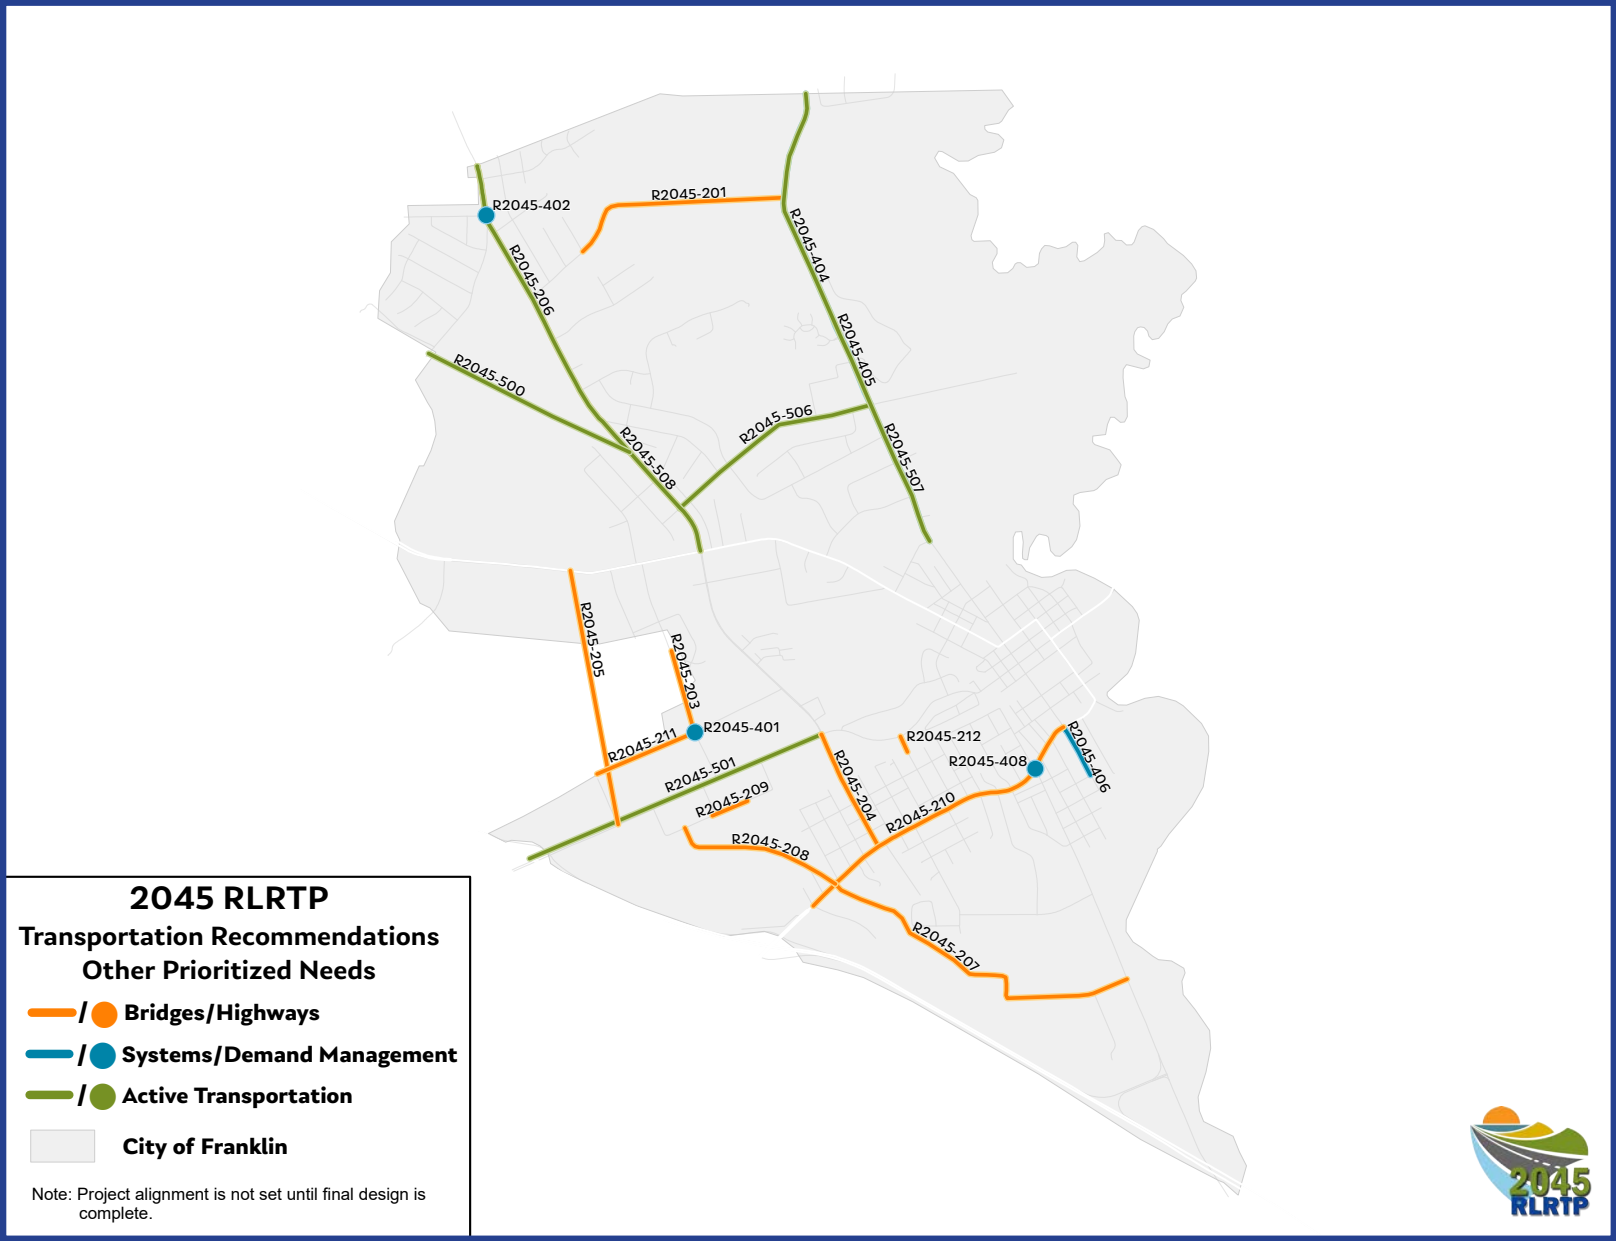 R2045-201
R2045-402
R2045-404
R2045-206
R2045-405
R2045-500
R2045-506
R2045-508
R2045-507
R2045-205
R2045-203
R2045-401
R2045-211
R2045-212
R2045-406
R2045-408
R2045-501
R2045-204
R2045-209
R2045-210
R2045-208
R2045-207
2045 RLRTP
Transportation Recommendations
Other Prioritized Needs
/ Bridges/Highways
/ Systems/Demand Management
/ Active Transportation
City of Franklin
Note: Project alignment is not set until final design is
complete.
2045
RLRTP